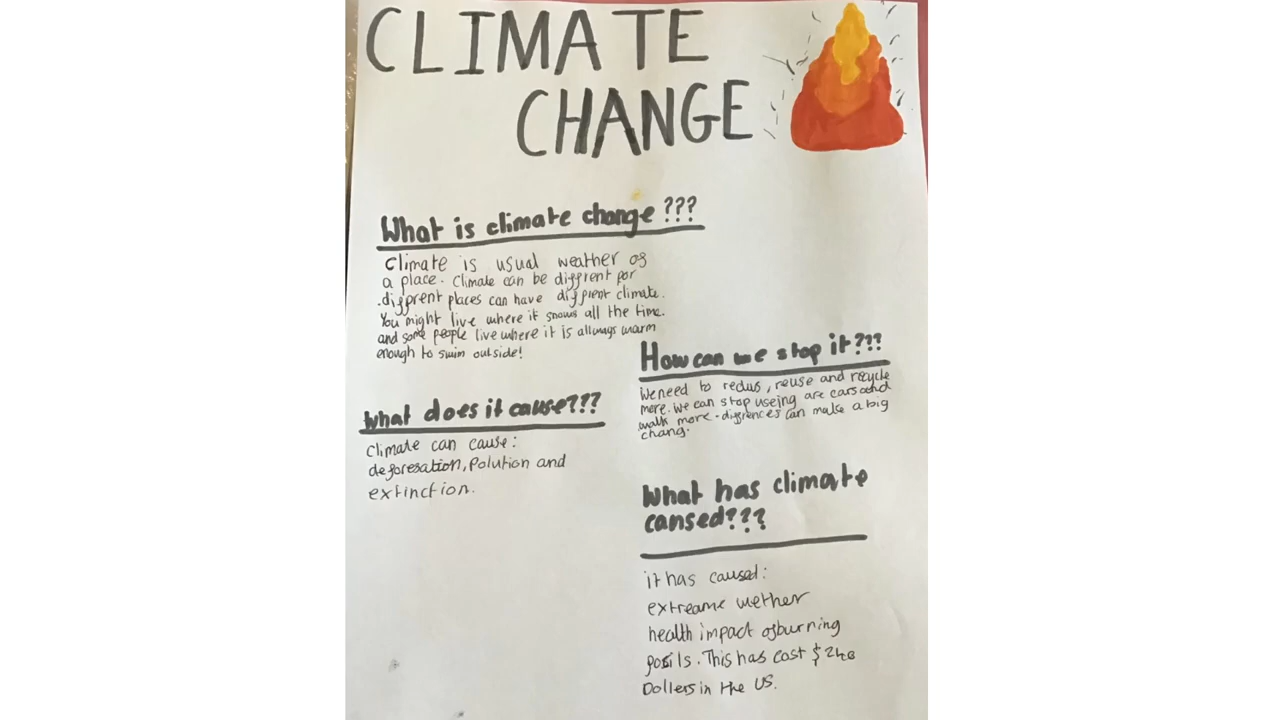 CLIMATE
CHANGE
What is climate change ???
Climate is usual weather of
a place. Climale can be diffrent for
.diffrent places can have diffrent climate.
You might live where it snows all the time.
and some people live where it is allways warm
enough to swim outside!
How can we stop it???
We need to redus, reuse and recycle
more. We can stop useing are cars and
walk more. diffrences can make a big
chang.
What does it cause???
Climate can cause:
deforesation, Polution and
extinction.
What has climate
caused???
it has caused:
extreame wether
health impact of burning
fosils. This has cost $
Dollers in the US.